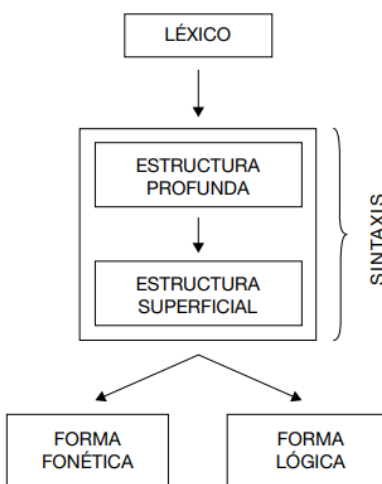 LÉXICO
ESTRUCTURA
PROFUNDA
ESTRUCTURA
SUPERFICIAL
SINTAXIS
FORMA
FONÉTICA
FORMA
LÓGICA